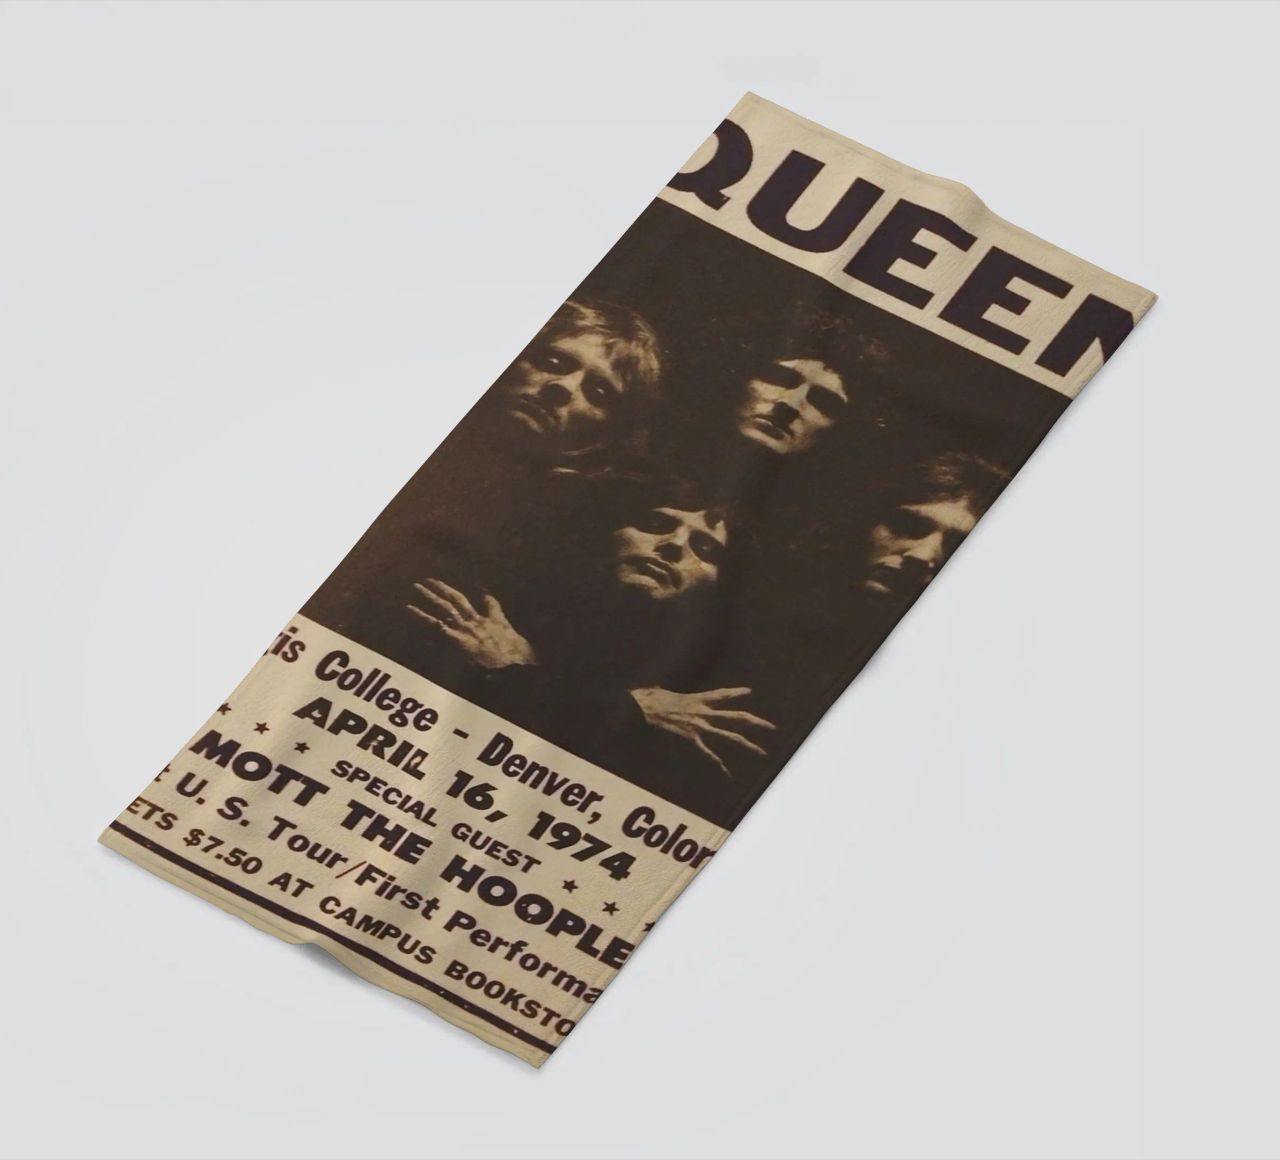 QUEEN
is College - Denver, Color
APRIL 16, 1974
SPECIAL GUEST
MOTT THE HOOPLE
U. S. Tour/First Performa
ETS $7.50 AT CAMPUS BOOKSTO